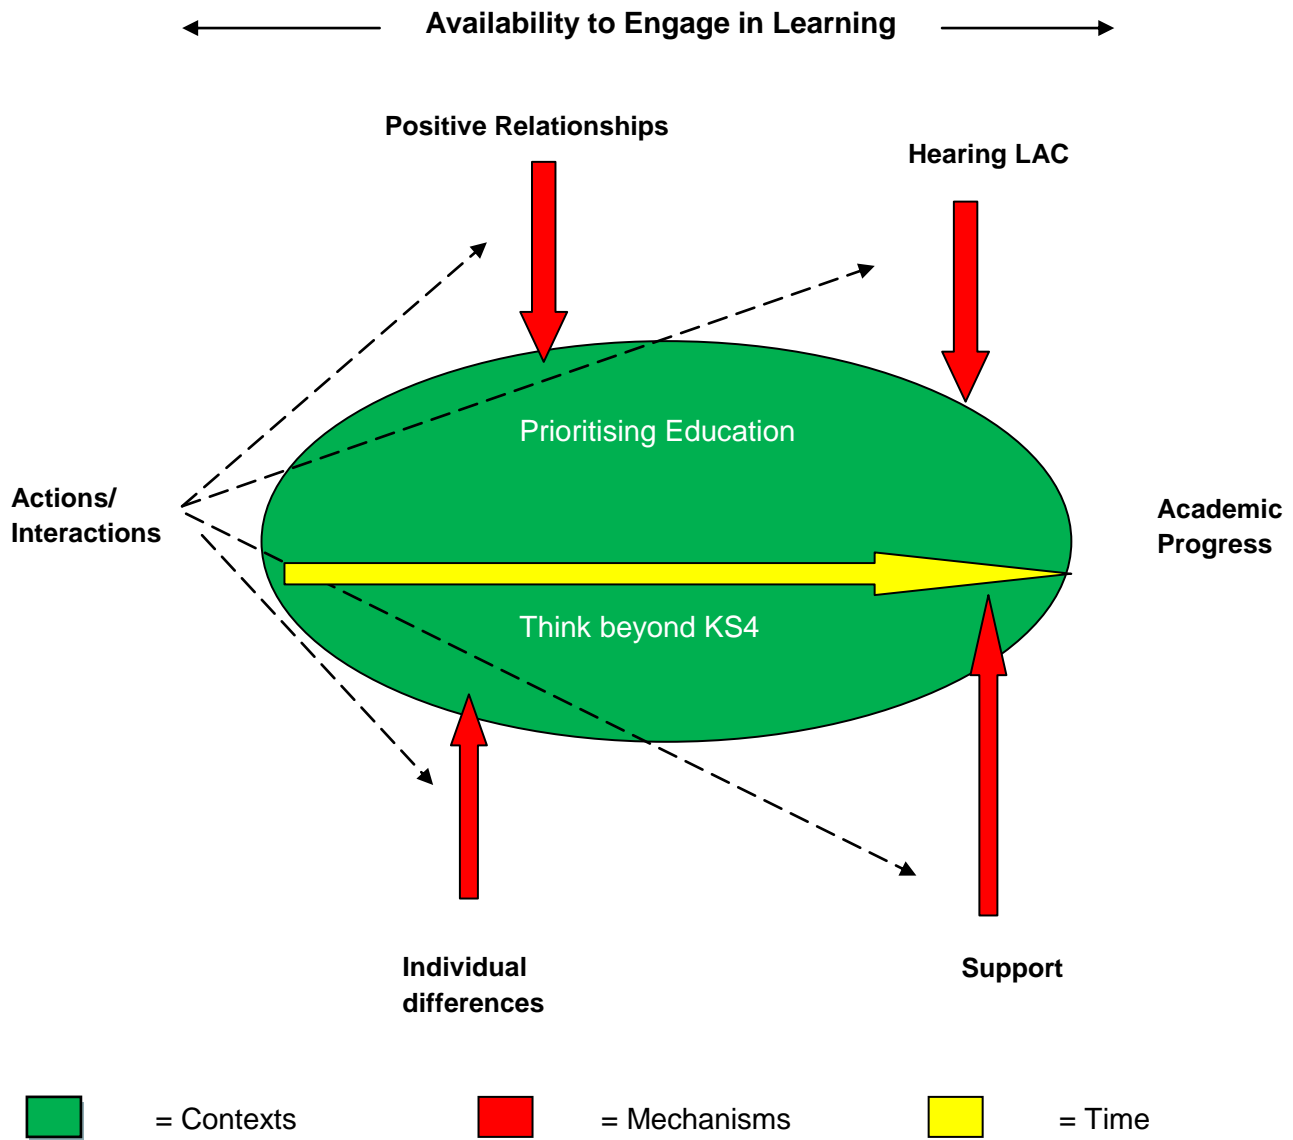 Availability to Engage in Learning
Positive Relationships
Hearing LAC
Prioritising Education
Actions/
Interactions
Academic
Progress
Think beyond KS4
Individual
differences
Support
= Contexts
= Mechanisms
= Time